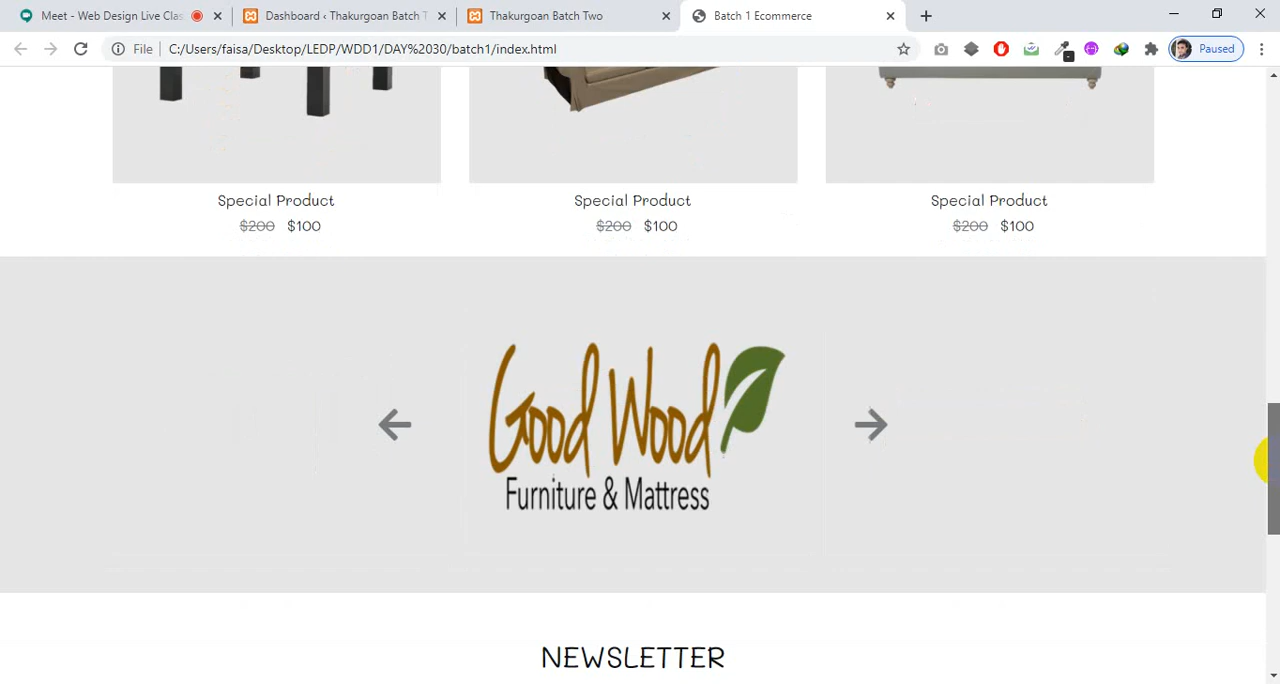 Meet - Web Design Live Clas
Dashboard ‹ Thakurgoan Batch T
Thakurgoan Batch Two
Batch 1 Ecommerce
File
C:/Users/faisa/Desktop/LEDP/WDD1/DAY%2030/batch1/index.html
Paused
Special Product
$200 $100
Special Product
$200 $100
Special Product
$200 $100
Good Wood
Furniture & Mattress
NEWSLETTER